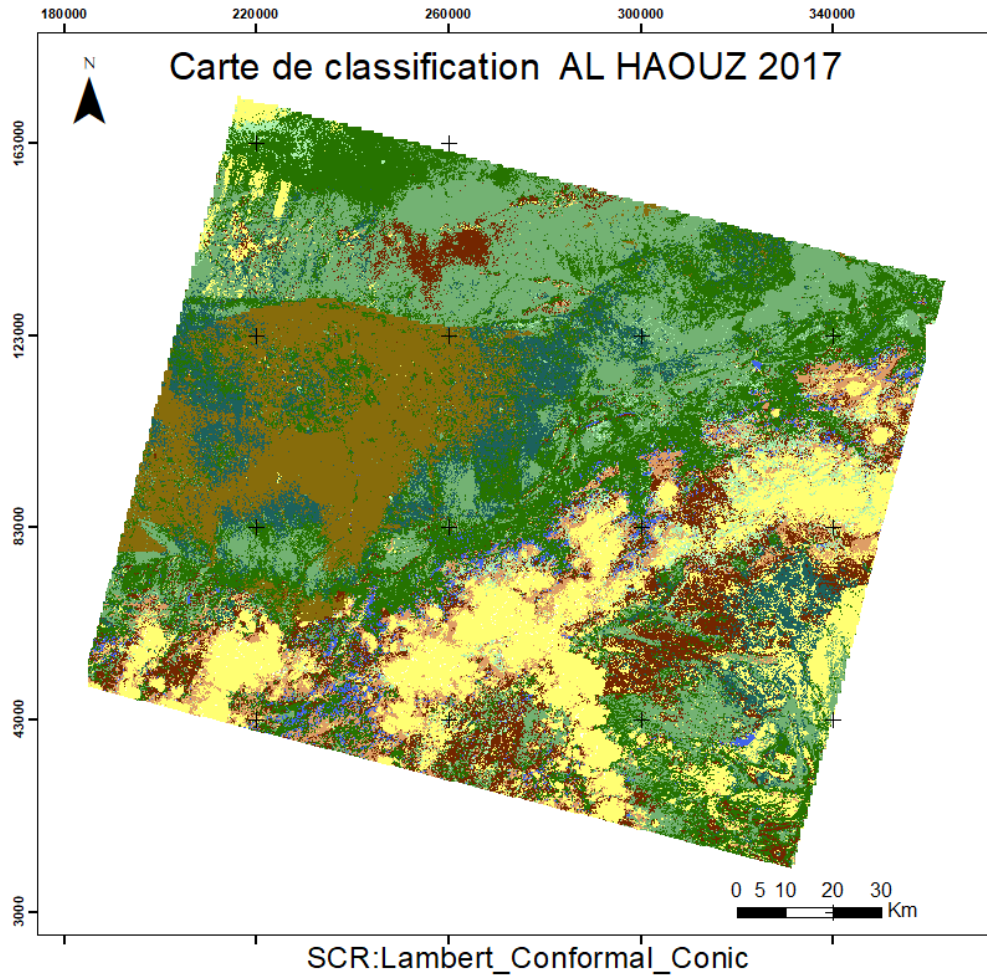 180000 220000 260000 300000 340000
N
Carte de classification AL HAOUZ 2017
163000
123000
83000
43000
3000
0 5 10 20 30
Km
SCR:Lambert_Conformal_Conic